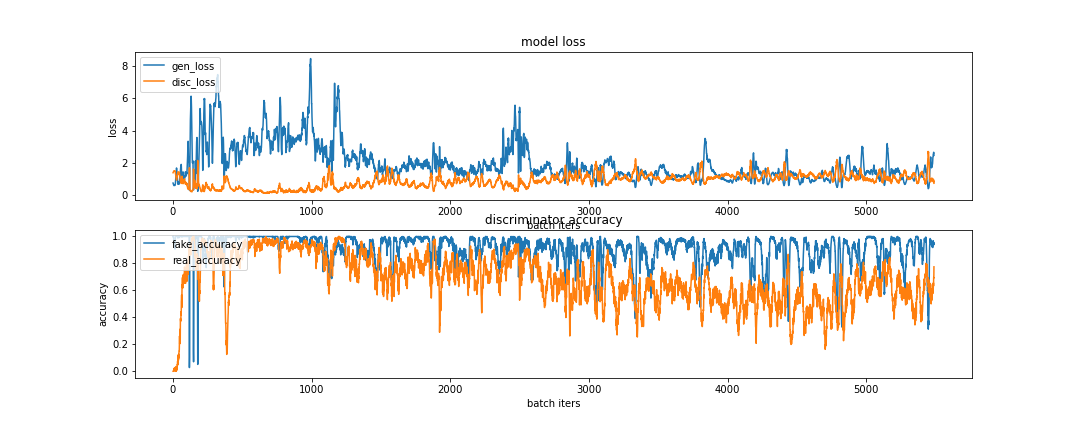 model loss
gen_loss
disc_loss
8
6
4
2
0
loss
0
1000
2000
3000
4000
5000
batch iters
discriminator accuracy
fake_accuracy
real_accuracy
1.0
0.8
0.6
0.4
0.2
0.0
accuracy
0
1000
2000
3000
4000
5000
batch iters